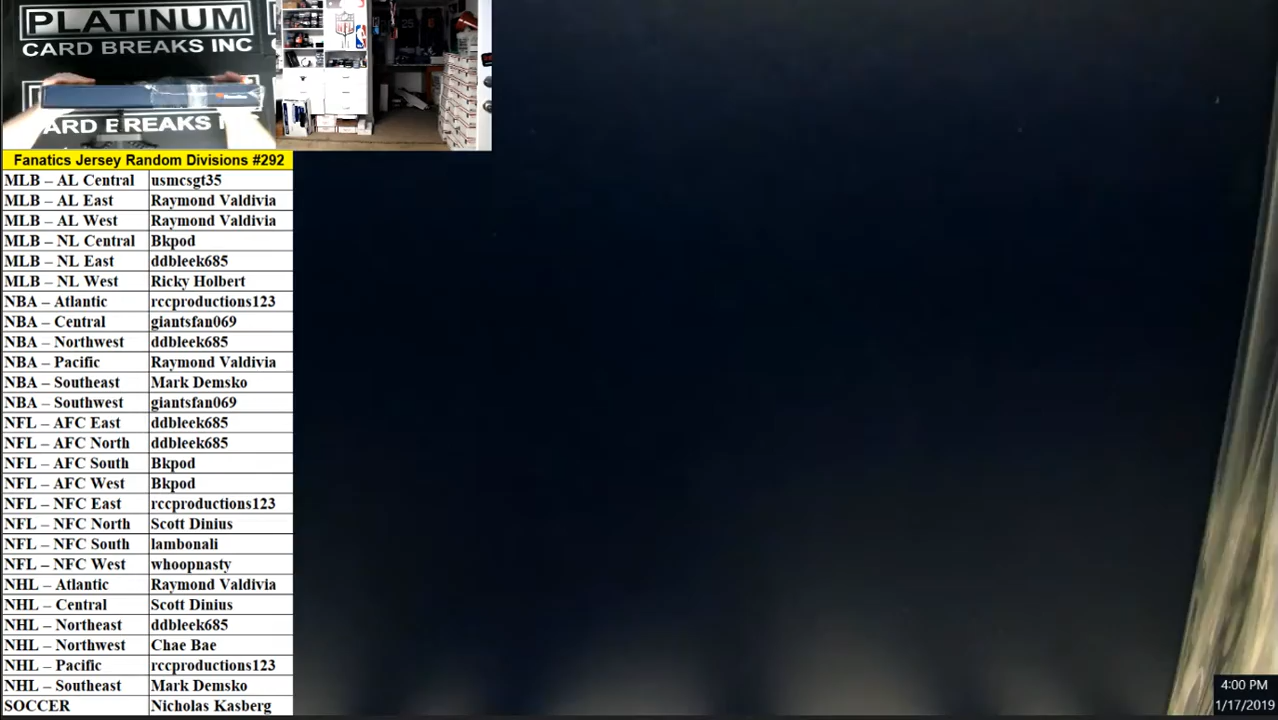 PLATINUM
CARD BREAKS INC
ARD BREAKS IN
NFL
Fanatics Jersey Random Divisions #292
MLB – AL Central usmcsgt35
MLB – AL East Raymond Valdivia
MLB – AL West Raymond Valdivia
MLB – NL Central Bkpod
MLB – NL East ddbleek685
MLB – NL West Ricky Holbert
NBA – Atlantic rccproductions123
NBA – Central giantsfan069
NBA – Northwest ddbleek685
NBA – Pacific Raymond Valdivia
NBA – Southeast Mark Demsko
NBA – Southwest giantsfan069
NFL – AFC East ddbleek685
NFL – AFC North ddbleek685
NFL – AFC South Bkpod
NFL – AFC West Bkpod
NFL – NFC East rccproductions123
NFL – NFC North Scott Dinius
NFL – NFC South lambonali
NFL – NFC West whoopnasty
NHL – Atlantic Raymond Valdivia
NHL – Central Scott Dinius
NHL – Northeast ddbleek685
NHL – Northwest Chae Bae
NHL – Pacific rccproductions123
NHL – Southeast Mark Demsko
SOCCER Nicholas Kasberg
4:00 PM
1/17/2019